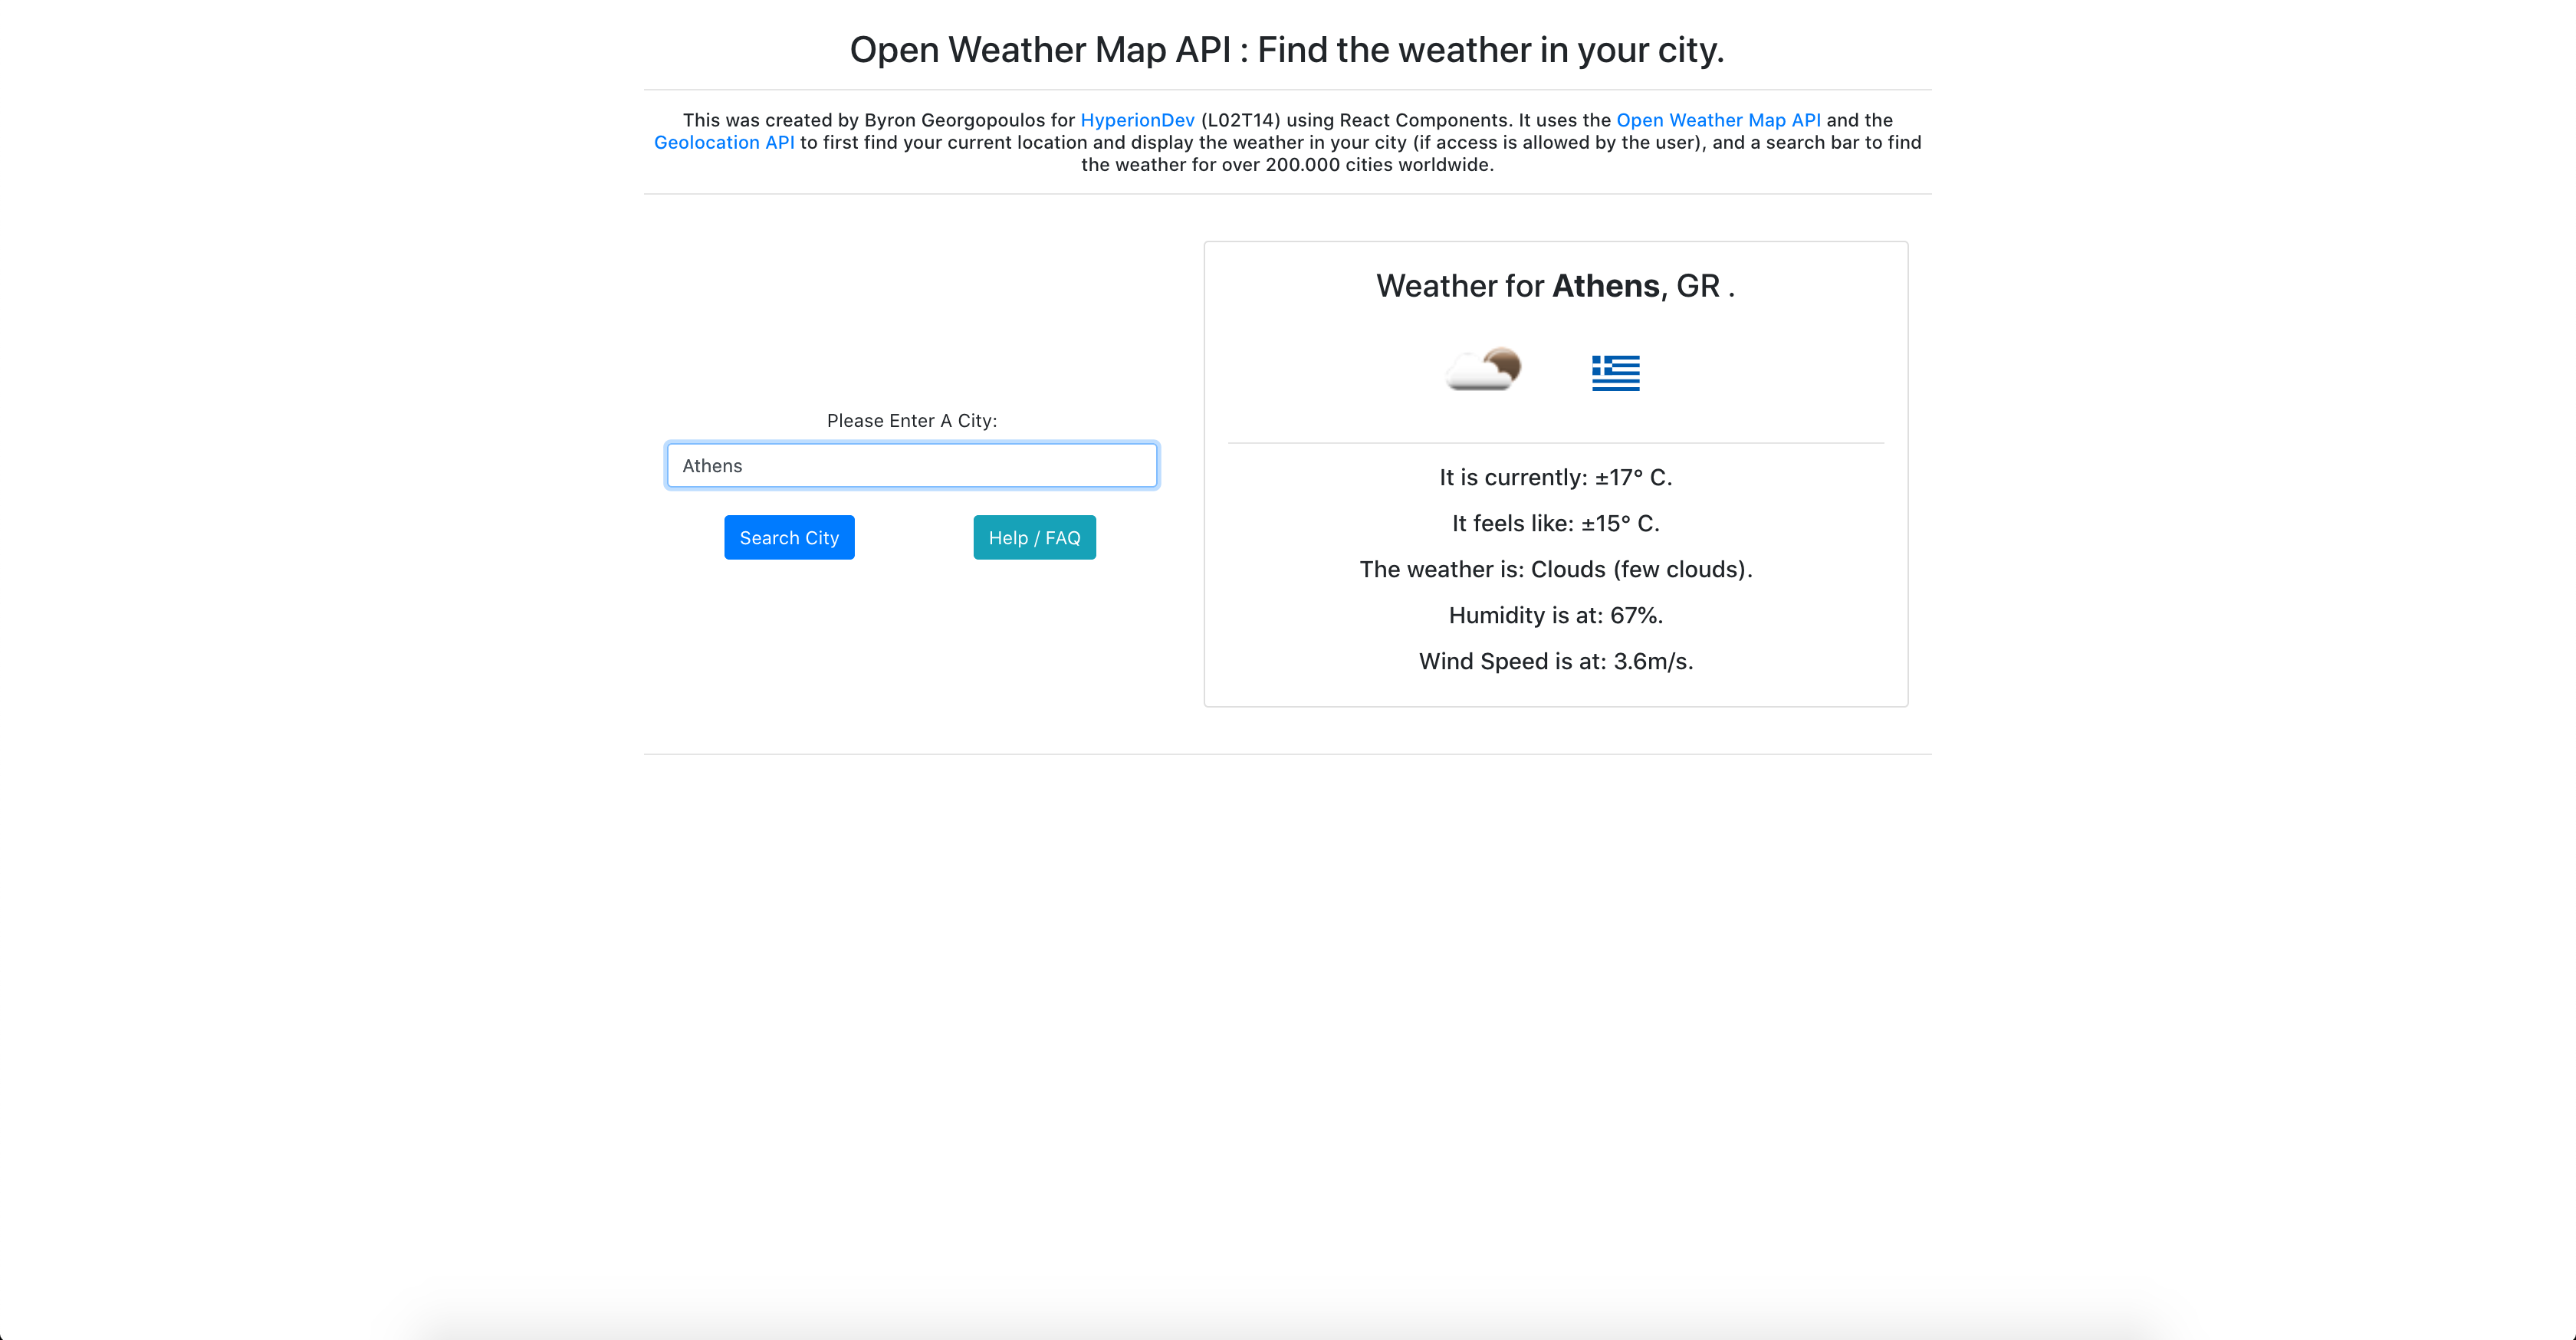 Open Weather Map API : Find the weather in your city.
This was created by Byron Georgopoulos for HyperionDev (L02T14) using React Components. It uses the Open Weather Map API and the
Geolocation API to first find your current location and display the weather in your city (if access is allowed by the user), and a search bar to find
the weather for over 200.000 cities worldwide.
Please Enter A City:
Athens
Search City
Help / FAQ
Weather for Athens, GR .
It is currently: ±17° C.
It feels like: ±15° C.
The weather is: Clouds (few clouds).
Humidity is at: 67%.
Wind Speed is at: 3.6m/s.